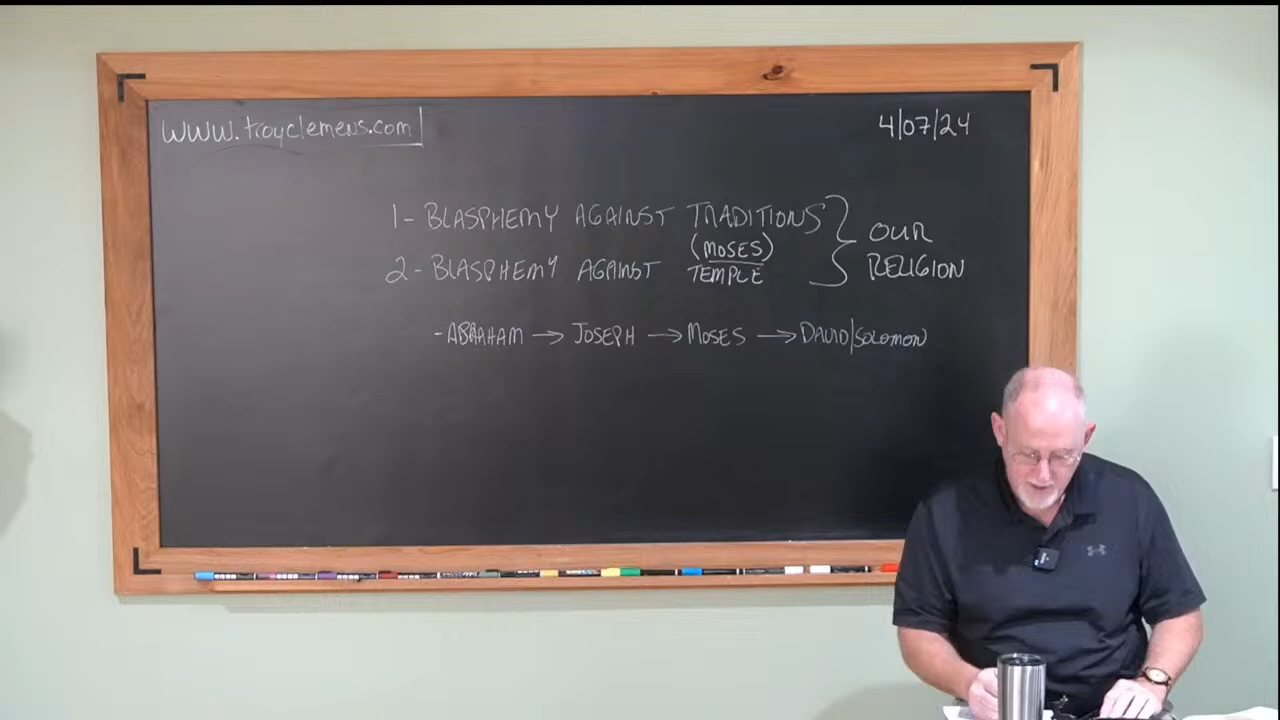 www.troyclemens.com
4/07/24
1- BLASPHEMY AGAINST TRADITIONS
(MOSES)
2- BLASPHEMY AGAINST TEMPLE
OUR
RELIGION
-ABRAHAM → JOSEPH → MOSES → DAVID/SOLOMON